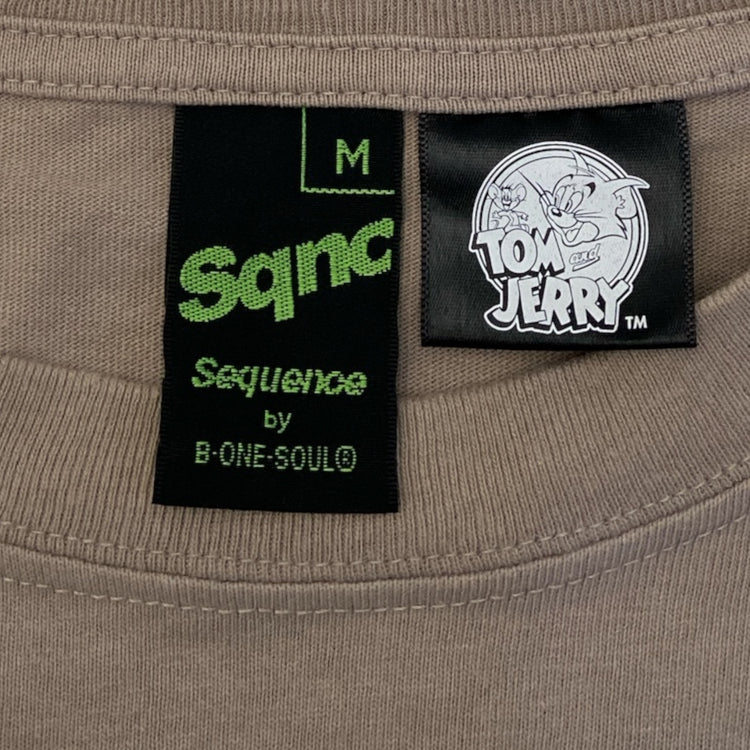 M
Sqnc
Sequence
by
B·ONE·SOUL®
TOM and
JERRY TM